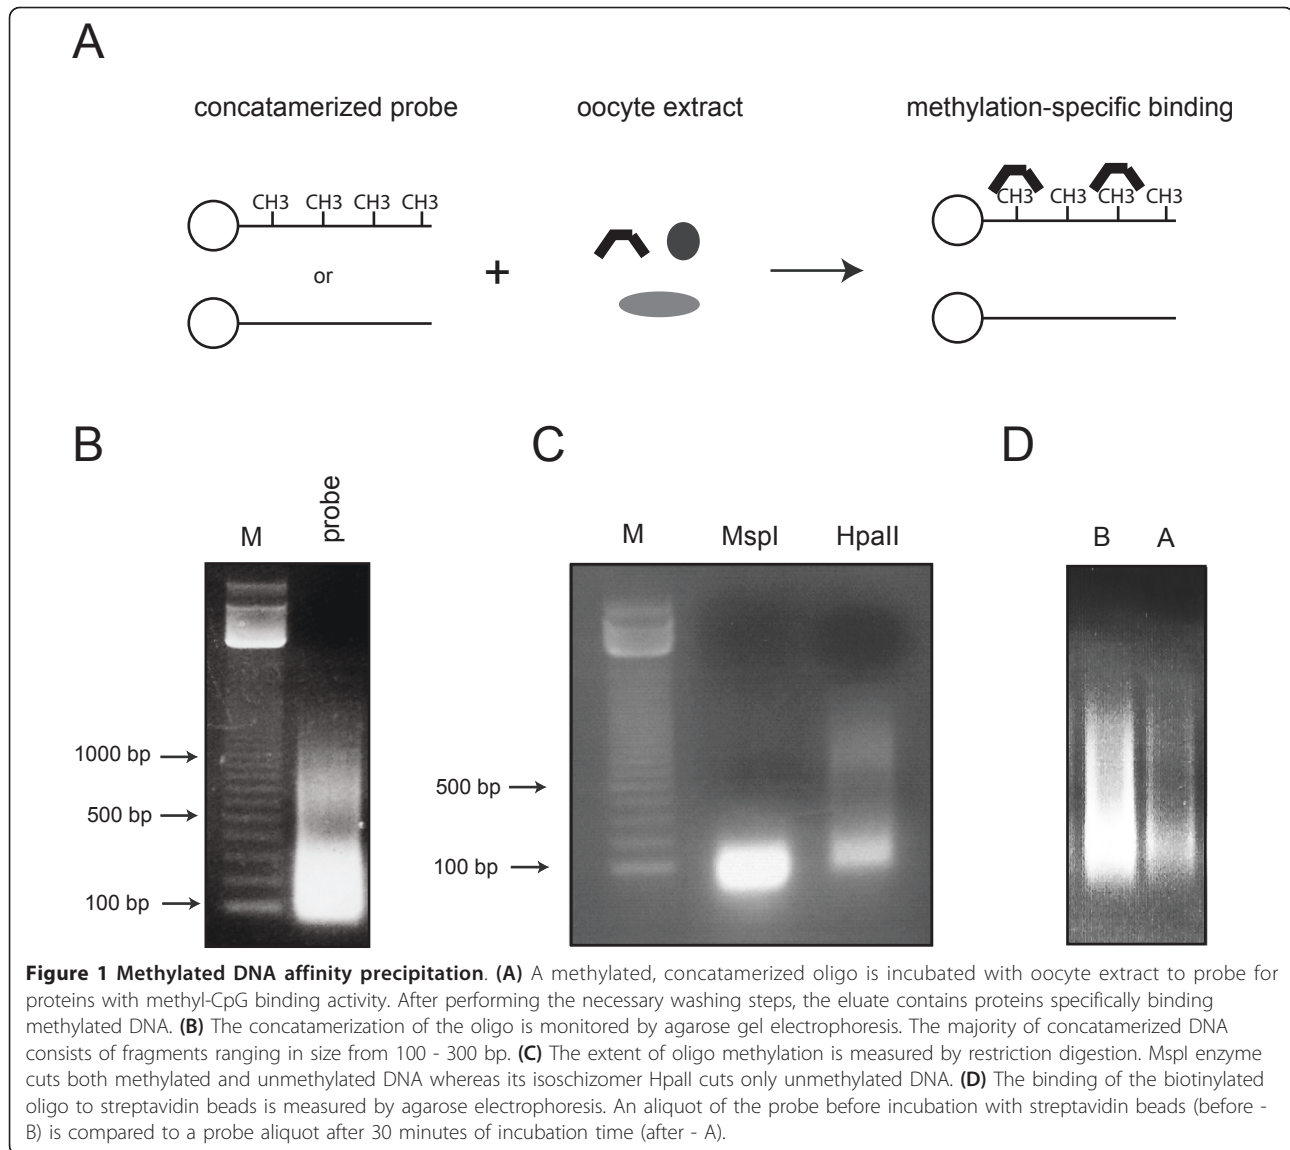 A
concatamerized probe
oocyte extract
methylation-specific binding
CH3 CH3 CH3 CH3
CH3 CH3 CH3 CH3
or
+
B
C
D
M
probe
M
MspI
HpaII
B
A
1000 bp
500 bp
100 bp
500 bp
100 bp
Figure 1 Methylated DNA affinity precipitation. (A) A methylated, concatamerized oligo is incubated with oocyte extract to probe for
proteins with methyl-CpG binding activity. After performing the necessary washing steps, the eluate contains proteins specifically binding
methylated DNA. (B) The concatamerization of the oligo is monitored by agarose gel electrophoresis. The majority of concatamerized DNA
consists of fragments ranging in size from 100 - 300 bp. (C) The extent of oligo methylation is measured by restriction digestion. MspI enzyme
cuts both methylated and unmethylated DNA whereas its isoschizomer HpaII cuts only unmethylated DNA. (D) The binding of the biotinylated
oligo to streptavidin beads is measured by agarose electrophoresis. An aliquot of the probe before incubation with streptavidin beads (before -
B) is compared to a probe aliquot after 30 minutes of incubation time (after - A).